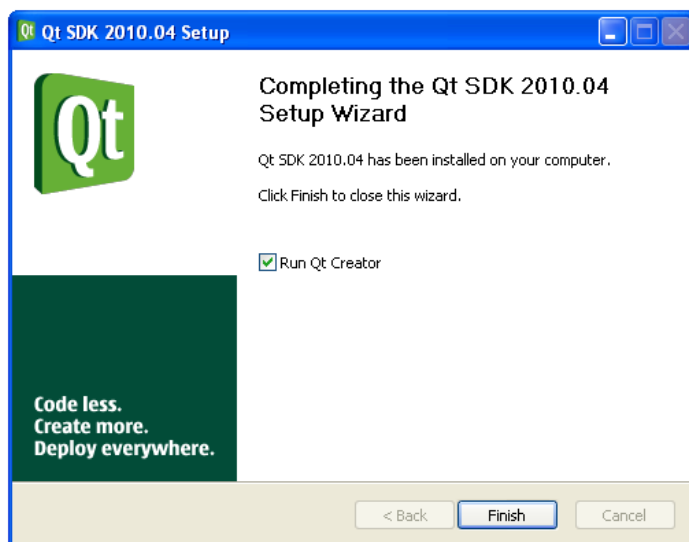 Qt SDK 2010.04 Setup
Qt
Completing the Qt SDK 2010.04
Setup Wizard
Qt SDK 2010.04 has been installed on your computer.
Click Finish to close this wizard.
Run Qt Creator
Code less.
Create more.
Deploy everywhere.
< Back
Finish
Cancel